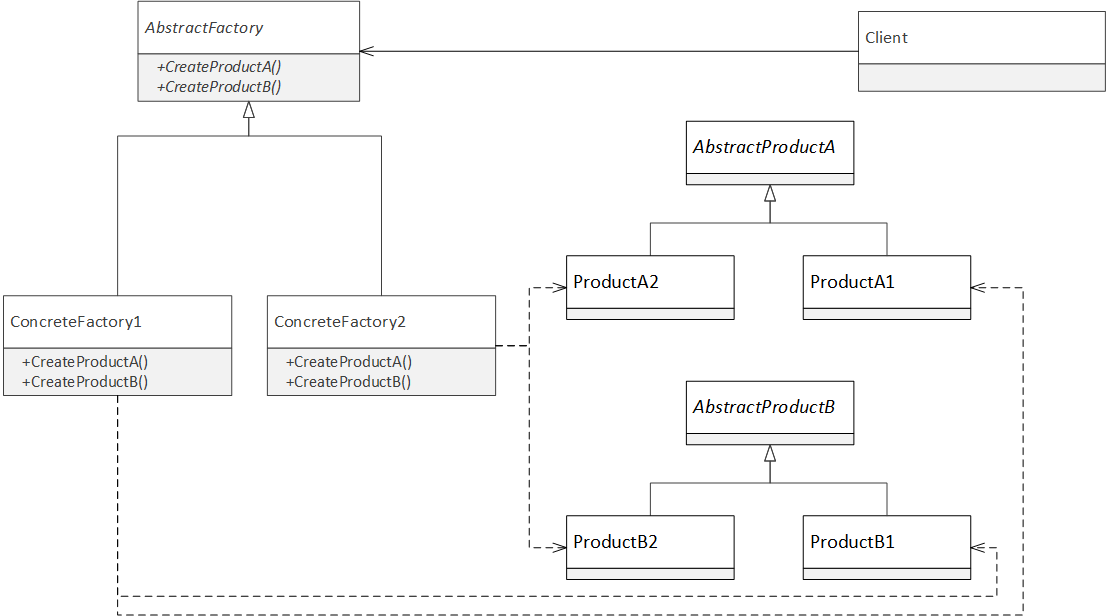 AbstractFactory
+CreateProductA()
+CreateProductB()
Client
AbstractProductA
ProductA2
ProductA1
ConcreteFactory1
+CreateProductA()
+CreateProductB()
ConcreteFactory2
+CreateProductA()
+CreateProductB()
AbstractProductB
ProductB2
ProductB1